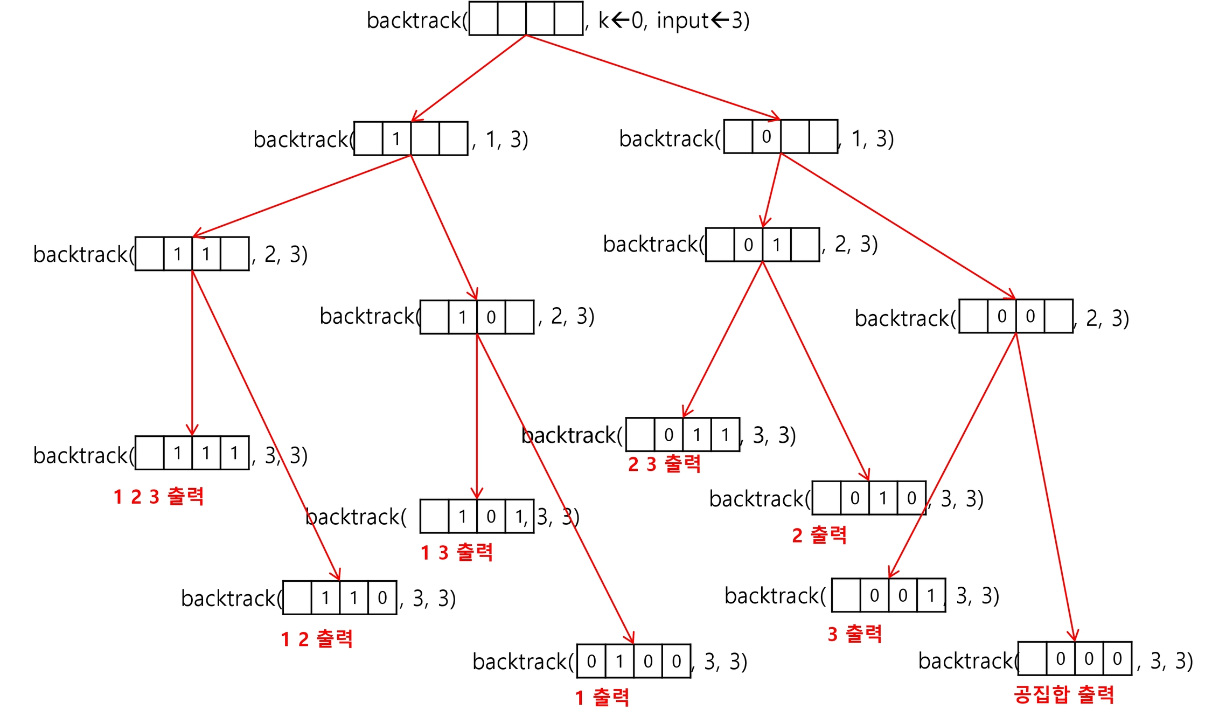 backtrack( , k←0, input←3)
backtrack( 1 , 1, 3)
backtrack( 0 , 1, 3)
backtrack( 1 1 , 2, 3)
backtrack( 0 1 , 2, 3)
backtrack( 1 0 , 2, 3)
backtrack( 0 0 , 2, 3)
backtrack( 1 1 1 , 3, 3)
1 2 3 출력
backtrack( 0 1 1 , 3, 3)
2 3 출력
backtrack( 1 0 1 , 3, 3)
1 3 출력
backtrack( 0 1 0 , 3, 3)
2 출력
backtrack( 1 1 0 , 3, 3)
1 2 출력
backtrack( 0 0 1 , 3, 3)
3 출력
backtrack( 0 1 0 0 , 3, 3)
1 출력
backtrack( 0 0 0 , 3, 3)
공집합 출력